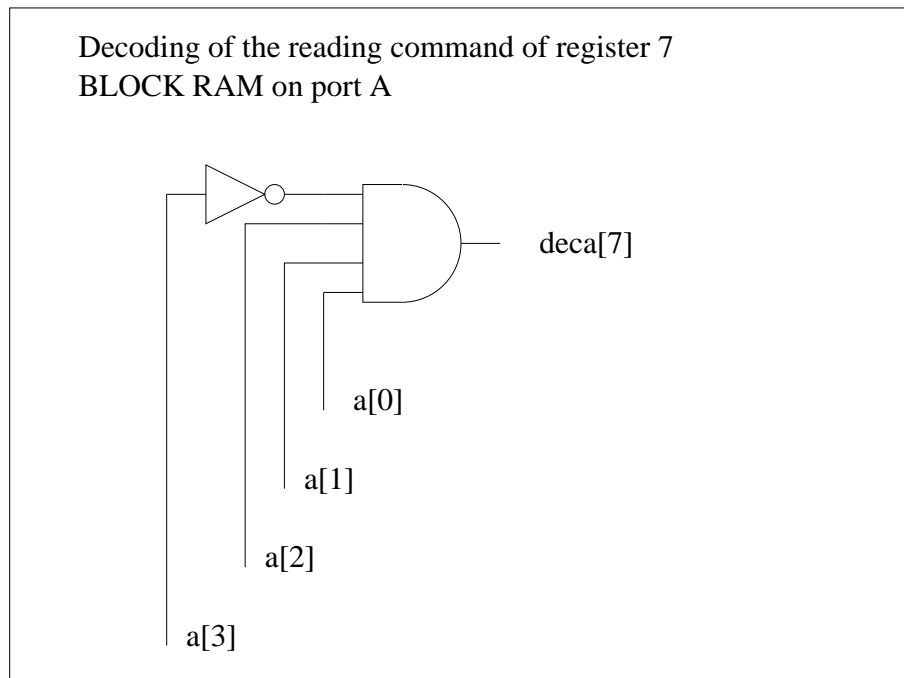 Decoding of the reading command of register 7
BLOCK RAM on port A
deca[7]
a[0]
a[1]
a[2]
a[3]